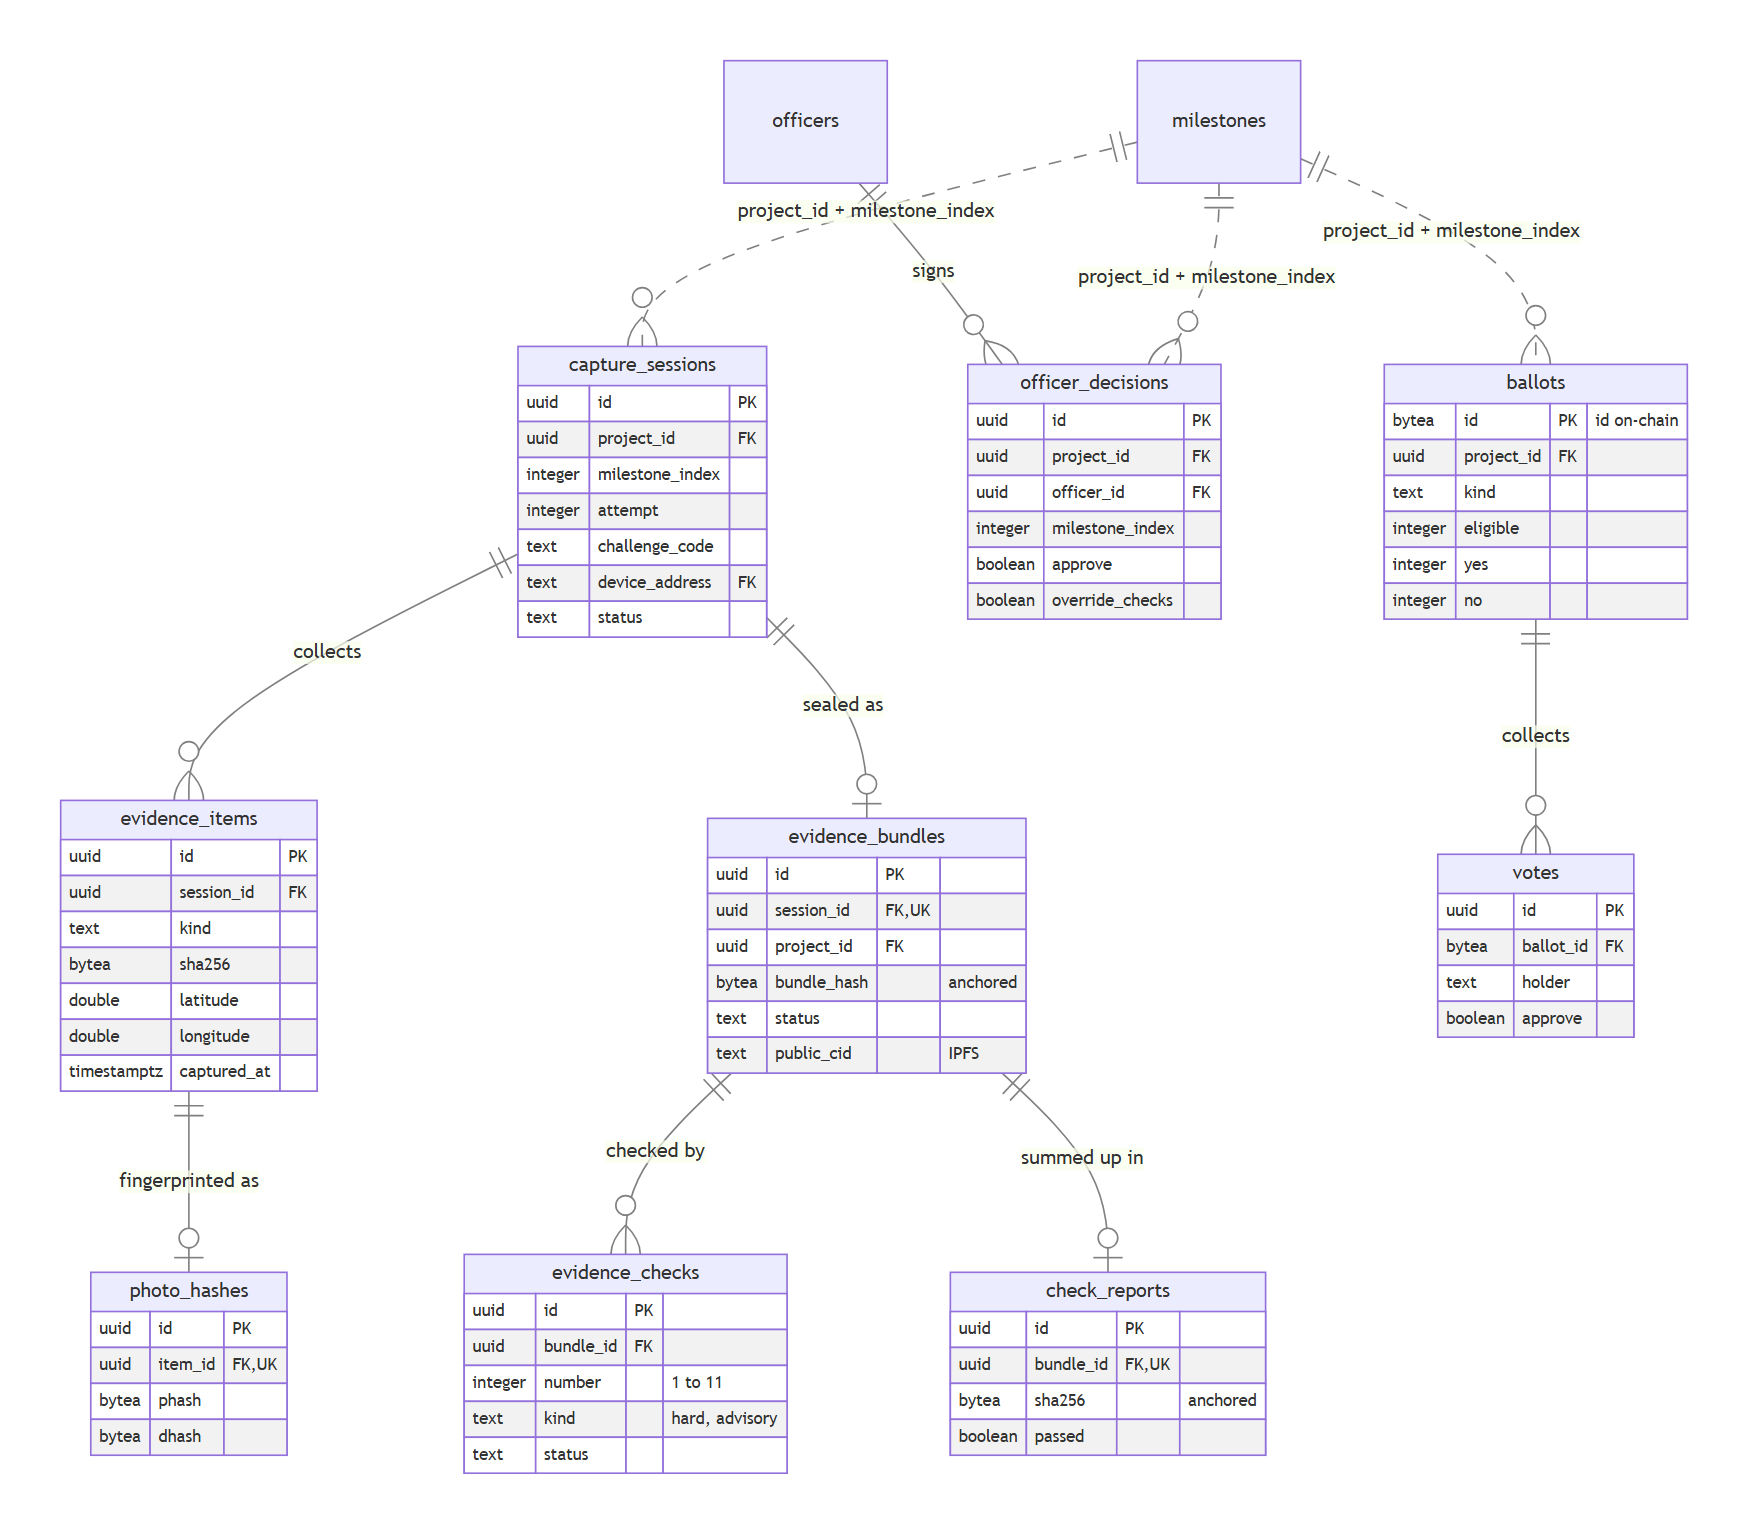 officers
milestones
project_id + milestone_index
signs
project_id + milestone_index
project_id + milestone_index
capture_sessions
uuid id PK
uuid project_id FK
integer milestone_index
integer attempt
text challenge_code
text device_address FK
text status
officer_decisions
uuid id PK
uuid project_id FK
uuid officer_id FK
integer milestone_index
boolean approve
boolean override_checks
ballots
bytea id PK id on-chain
uuid project_id FK
text kind
integer eligible
integer yes
integer no
collects
sealed as
collects
evidence_items
uuid id PK
uuid session_id FK
text kind
bytea sha256
double latitude
double longitude
timestamptz captured_at
evidence_bundles
uuid id PK
uuid session_id FK,UK
uuid project_id FK
bytea bundle_hash anchored
text status
text public_cid IPFS
votes
uuid id PK
bytea ballot_id FK
text holder
boolean approve
fingerprinted as
checked by
summed up in
photo_hashes
uuid id PK
uuid item_id FK,UK
bytea phash
bytea dhash
evidence_checks
uuid id PK
uuid bundle_id FK
integer number 1 to 11
text kind hard, advisory
text status
check_reports
uuid id PK
uuid bundle_id FK,UK
bytea sha256 anchored
boolean passed